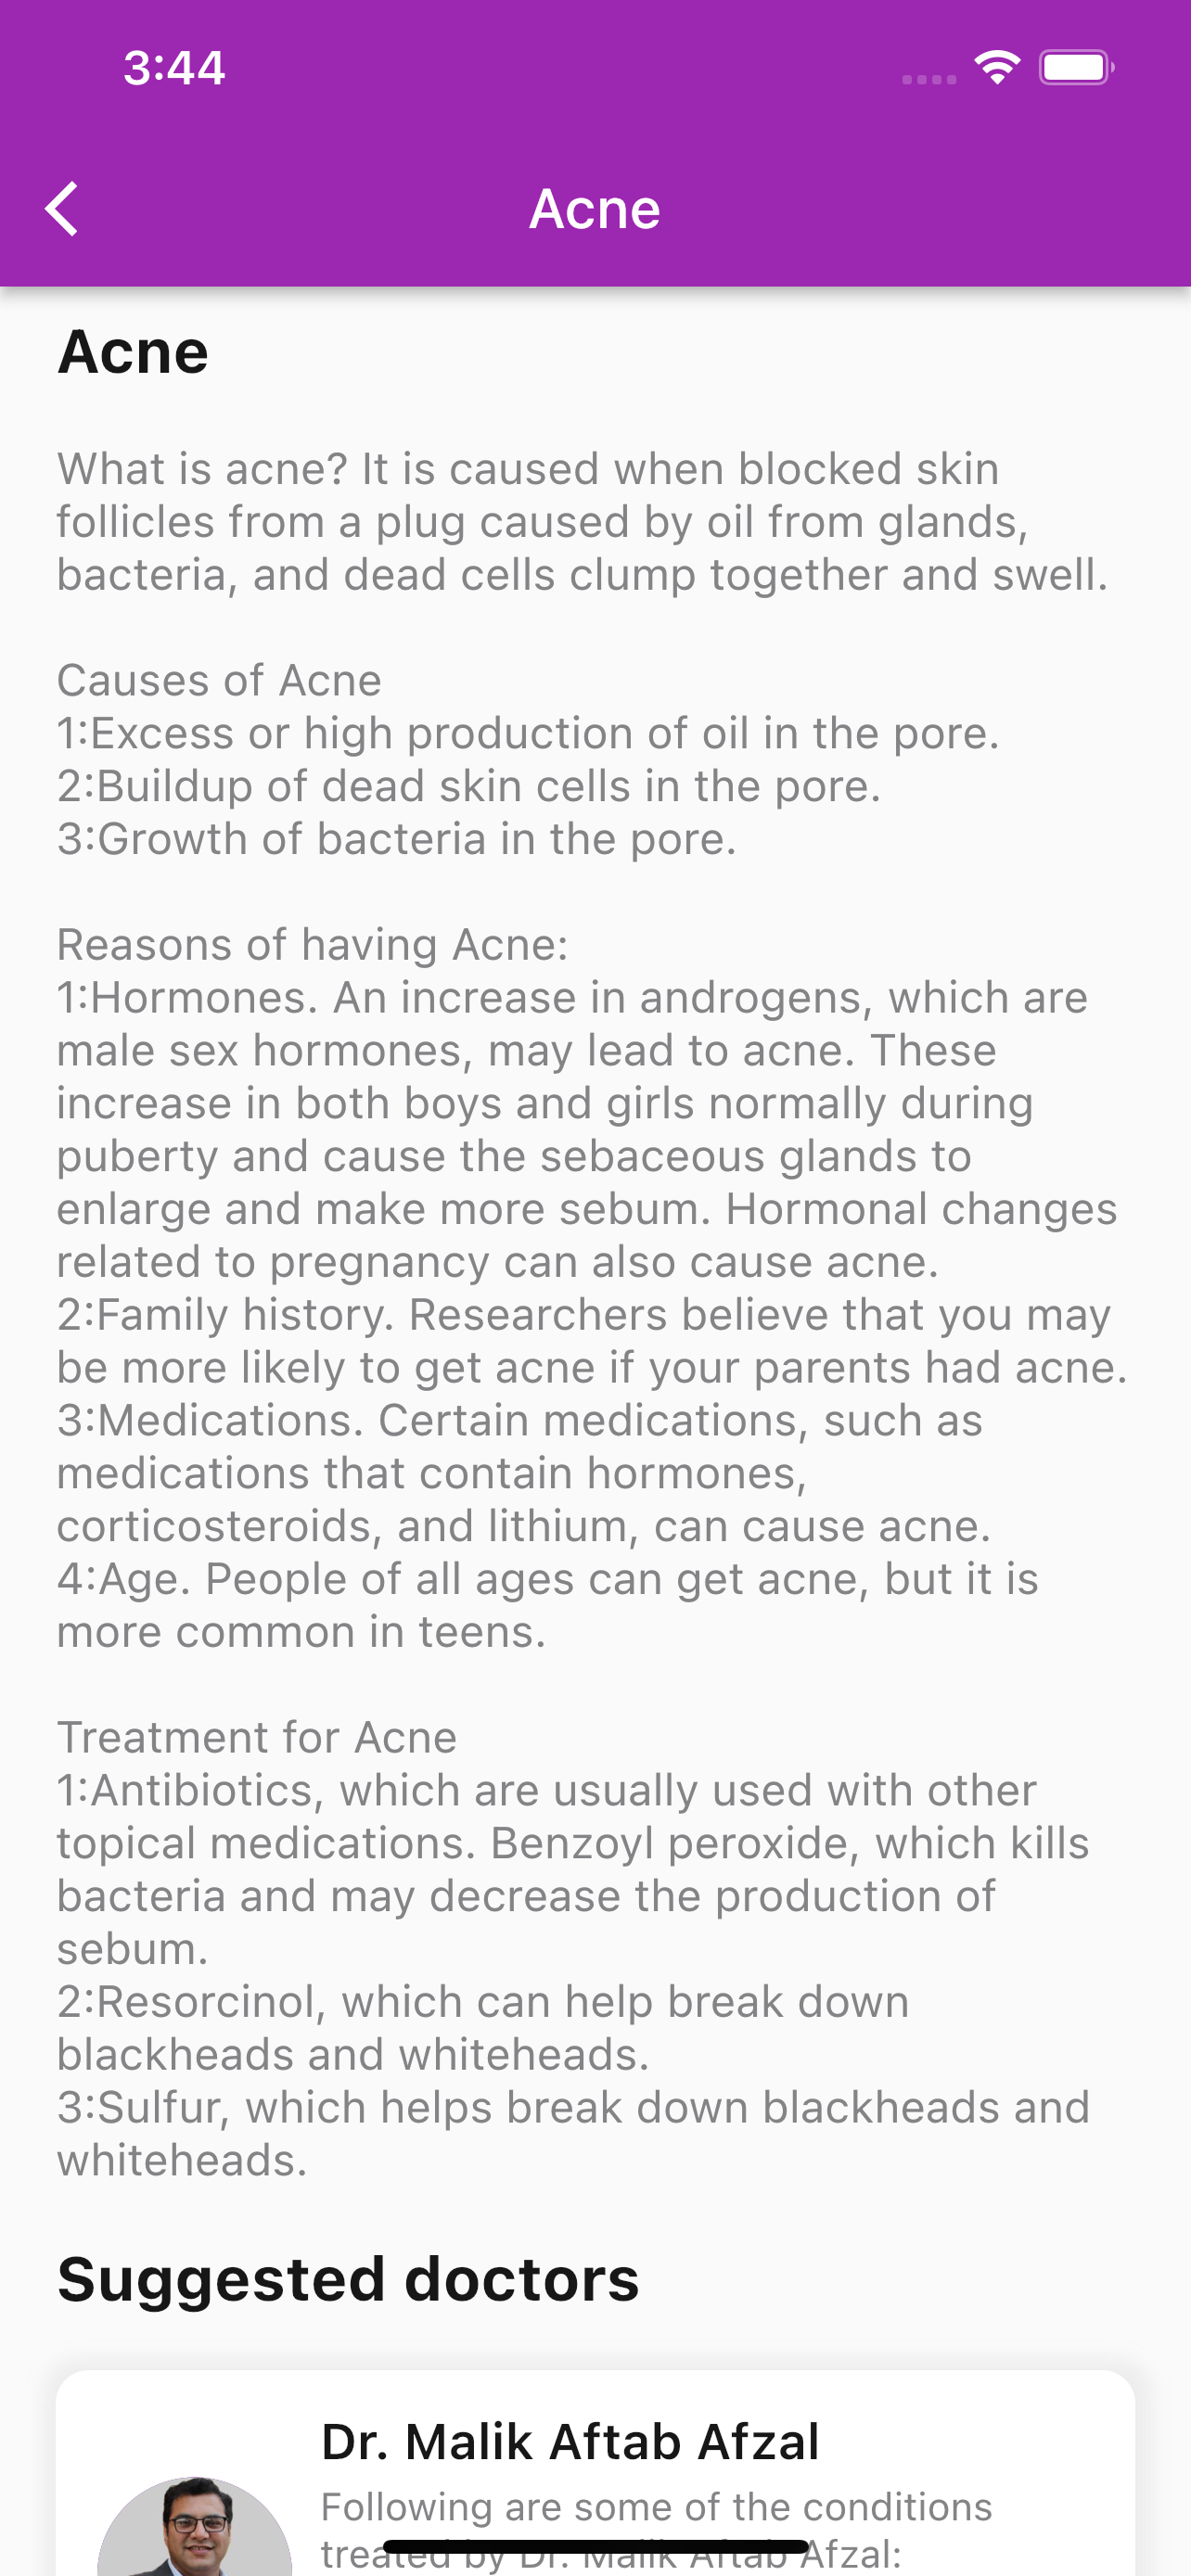 3:44
Acne
Acne
What is acne? It is caused when blocked skin
follicles from a plug caused by oil from glands,
bacteria, and dead cells clump together and swell.
Causes of Acne
1:Excess or high production of oil in the pore.
2:Buildup of dead skin cells in the pore.
3:Growth of bacteria in the pore.
Reasons of having Acne:
1:Hormones. An increase in androgens, which are
male sex hormones, may lead to acne. These
increase in both boys and girls normally during
puberty and cause the sebaceous glands to
enlarge and make more sebum. Hormonal changes
related to pregnancy can also cause acne.
2:Family history. Researchers believe that you may
be more likely to get acne if your parents had acne.
3:Medications. Certain medications, such as
medications that contain hormones,
corticosteroids, and lithium, can cause acne.
4:Age. People of all ages can get acne, but it is
more common in teens.
Treatment for Acne
1:Antibiotics, which are usually used with other
topical medications. Benzoyl peroxide, which kills
bacteria and may decrease the production of
sebum.
2:Resorcinol, which can help break down
blackheads and whiteheads.
3:Sulfur, which helps break down blackheads and
whiteheads.
Suggested doctors
Dr. Malik Aftab Afzal
Following are some of the conditions
treated by Dr. Malik Aftab Afzal: